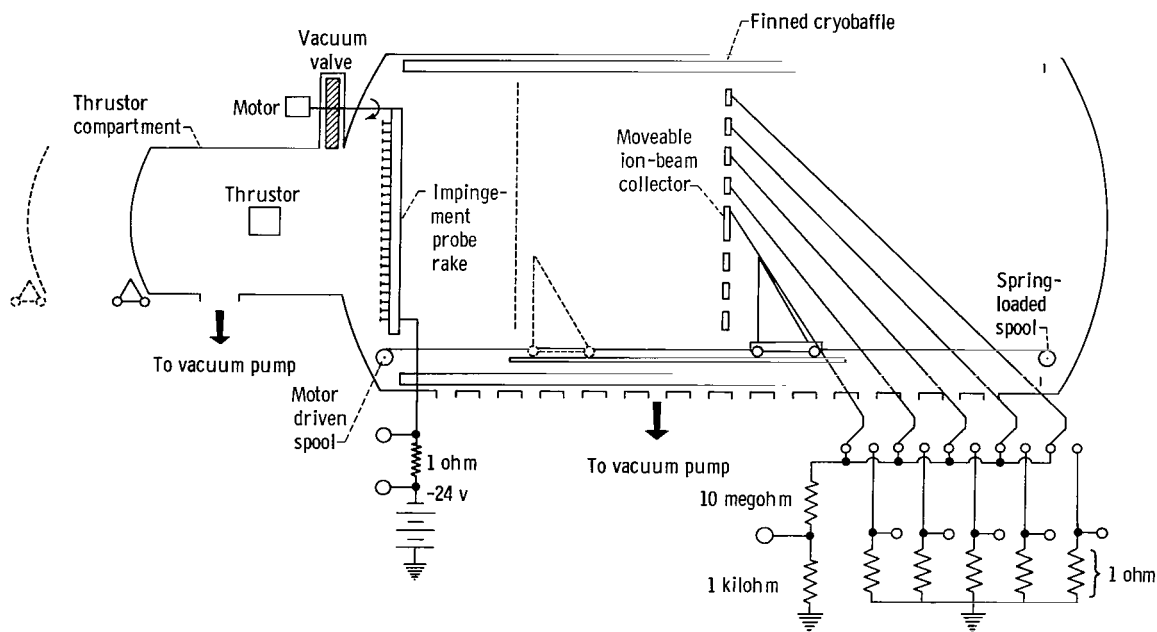 Finned cryobaffle
Vacuum
valve
Motor
Thrustor
compartment
Thrustor
Impinge-
ment
probe
rake
Moveable
ion-beam
collector
Spring-
loaded
spool
To vacuum pump
Motor
driven
spool
1 ohm
-24 v
To vacuum pump
10 megohm
1 kilohm
1 ohm